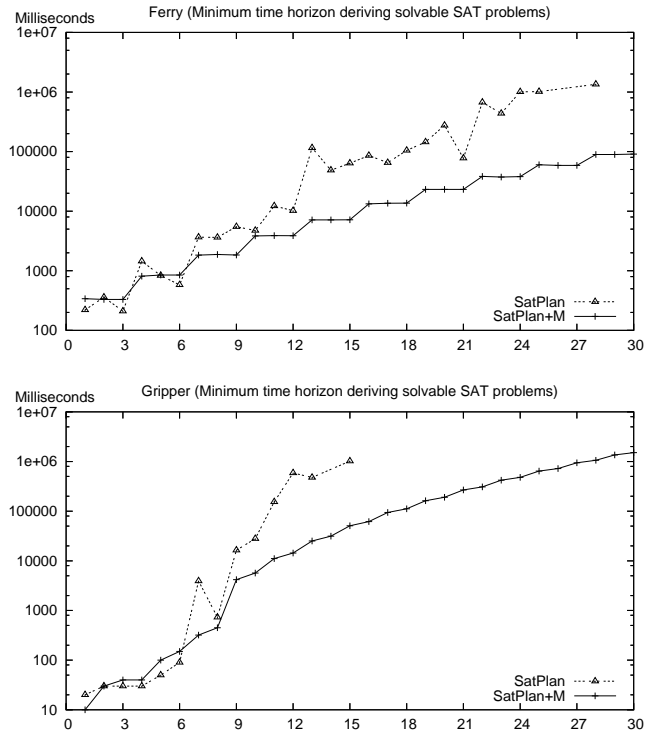 Ferry (Minimum time horizon deriving solvable SAT problems)
Milliseconds
1e+07
1e+06
100000
10000
1000
100
SatPlan
SatPlan+M
0 3 6 9 12 15 18 21 24 27 30
Gripper (Minimum time horizon deriving solvable SAT problems)
Milliseconds
1e+07
1e+06
100000
10000
1000
100
10
SatPlan
SatPlan+M
0 3 6 9 12 15 18 21 24 27 30